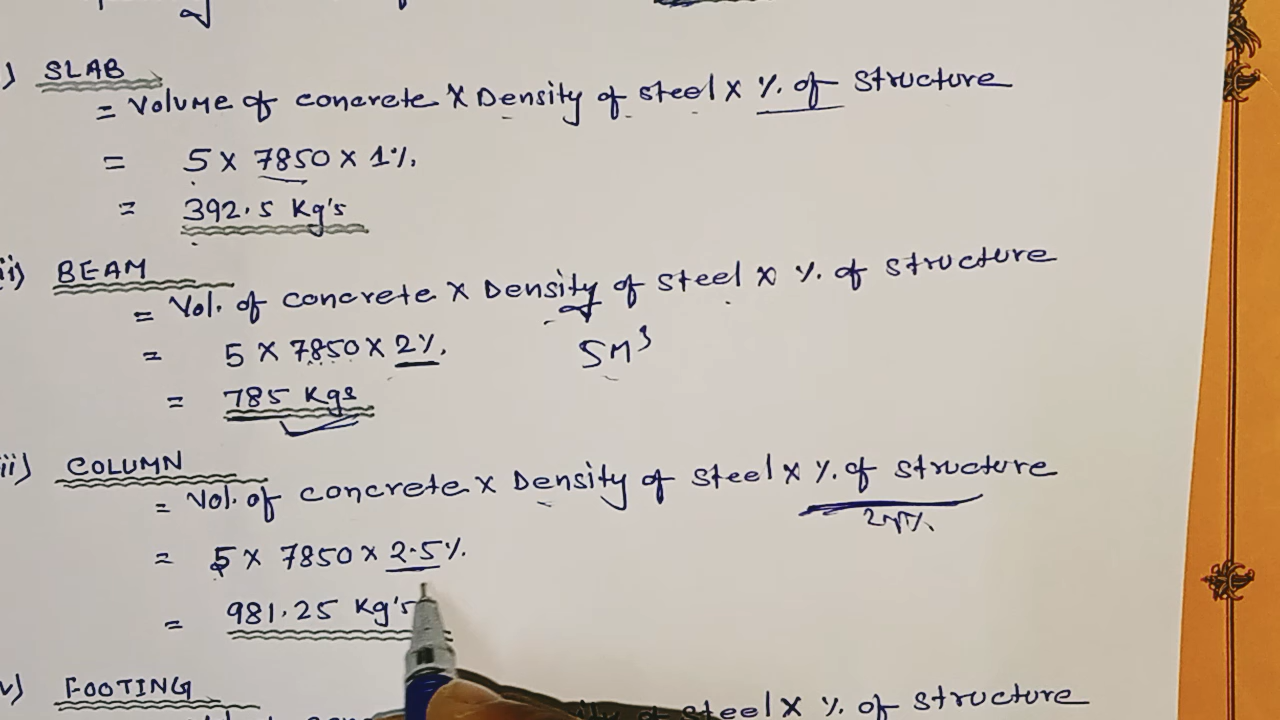 ) SLAB
= Volume of concrete x Density of steel x % of structure
= 5 x 7850 x 1%
= 392.5 Kg's
ii) BEAM
= Vol. of concrete x Density of steel x % of structure
= 5 x 7850 x 2%.
5M³
= 785 Kgs
iii) COLUMN
= Vol. of concrete x Density of steel x % of structure
= 5 x 7850 x 2.5%
= 981.25 Kg's
v) FOOTING
steel x % of structure